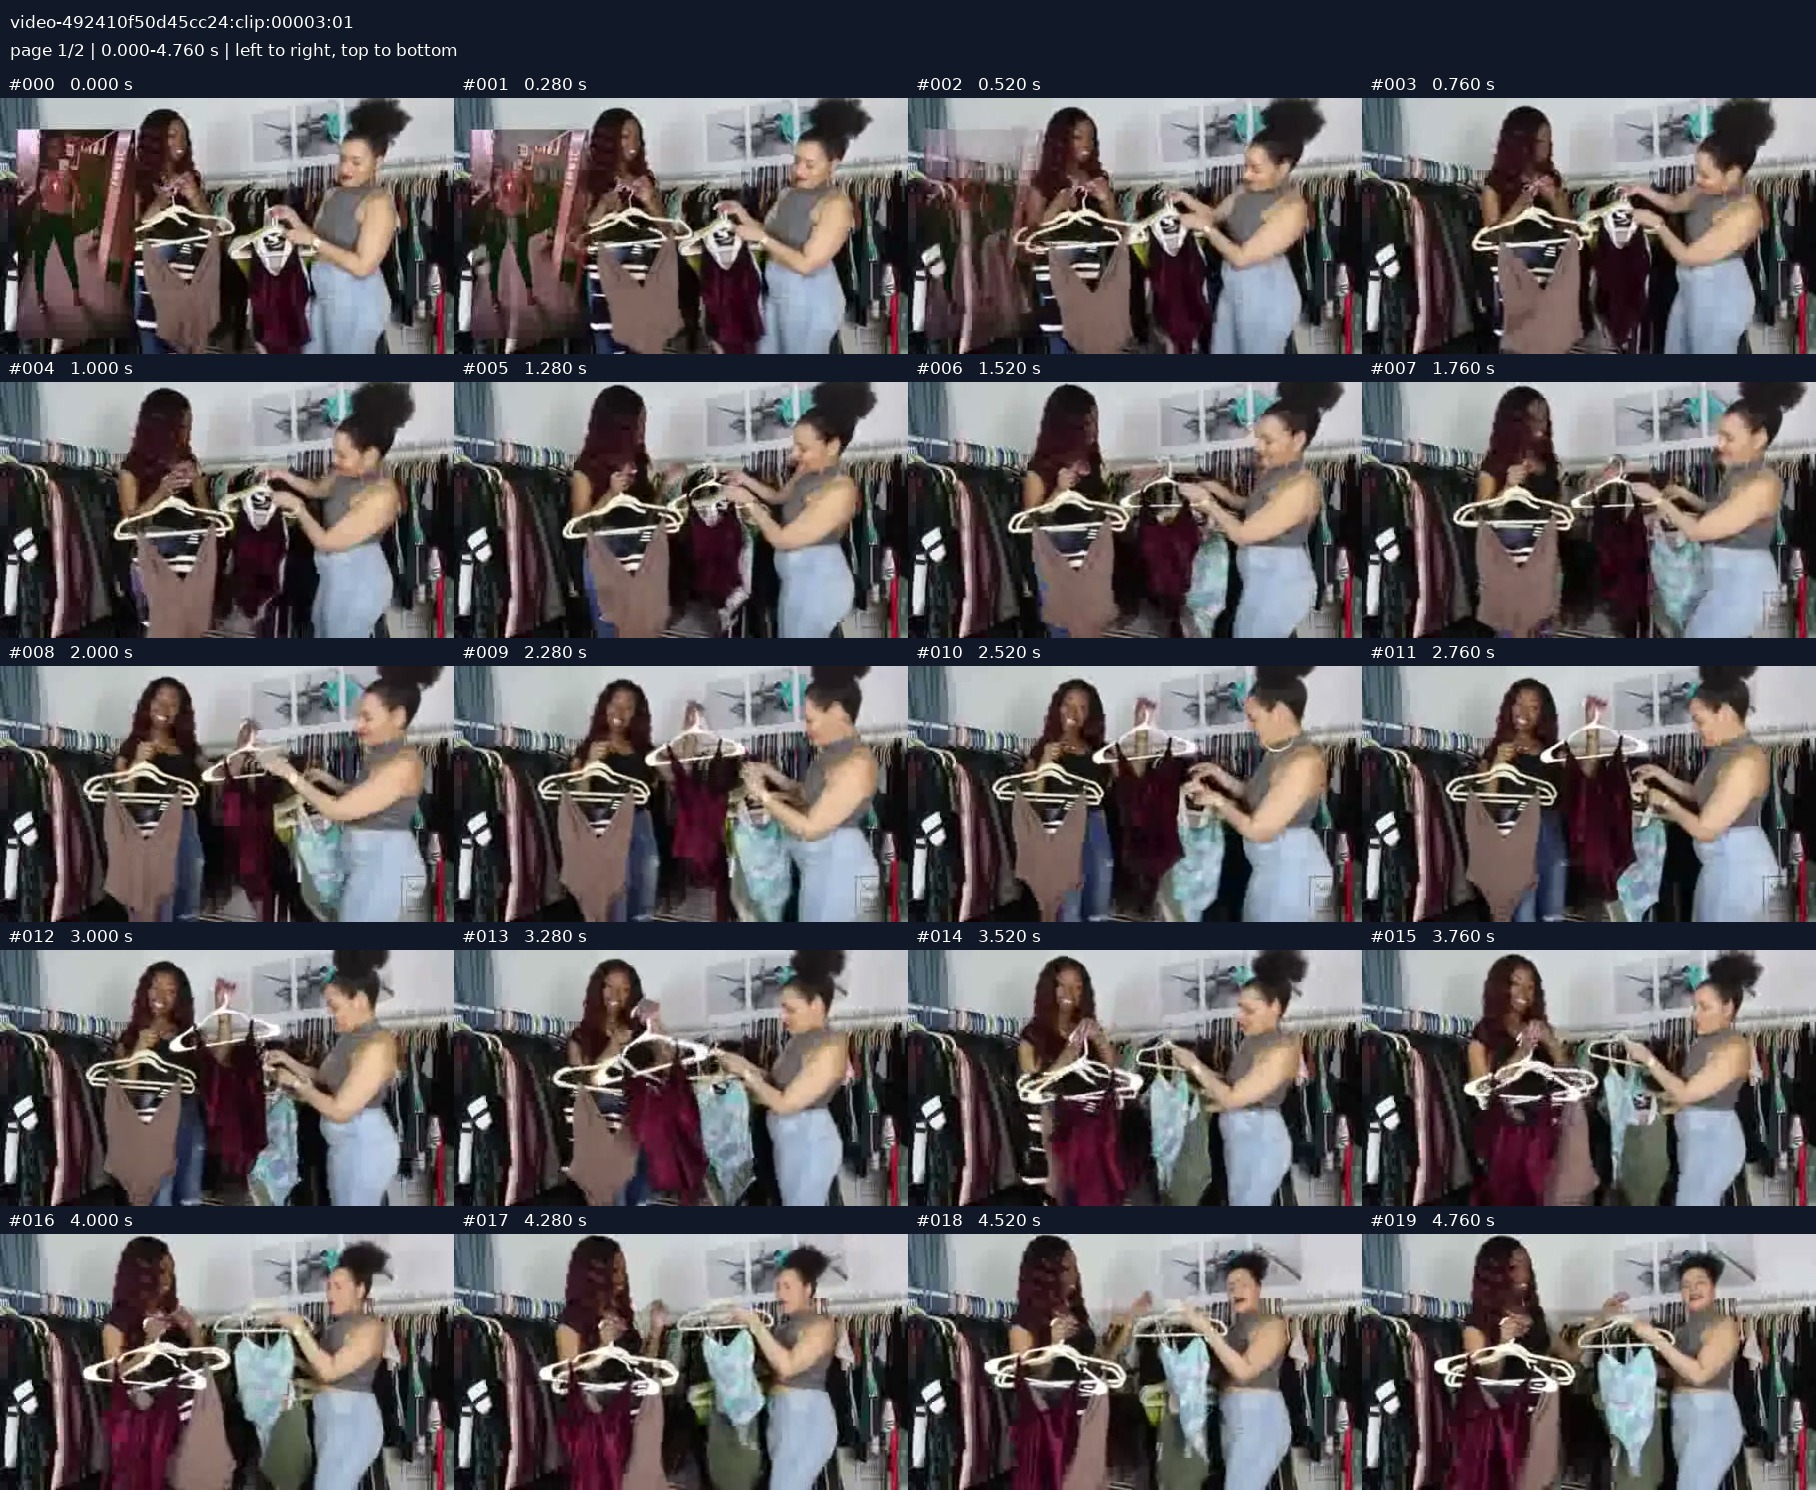 video-492410f50d45cc24:clip:00003:01
page 1/2 | 0.000-4.760 s | left to right, top to bottom
#000 0.000 s
#001 0.280 s
#002 0.520 s
#003 0.760 s
#004 1.000 s
#005 1.280 s
#006 1.520 s
#007 1.760 s
#008 2.000 s
#009 2.280 s
#010 2.520 s
#011 2.760 s
#012 3.000 s
#013 3.280 s
#014 3.520 s
#015 3.760 s
#016 4.000 s
#017 4.280 s
#018 4.520 s
#019 4.760 s